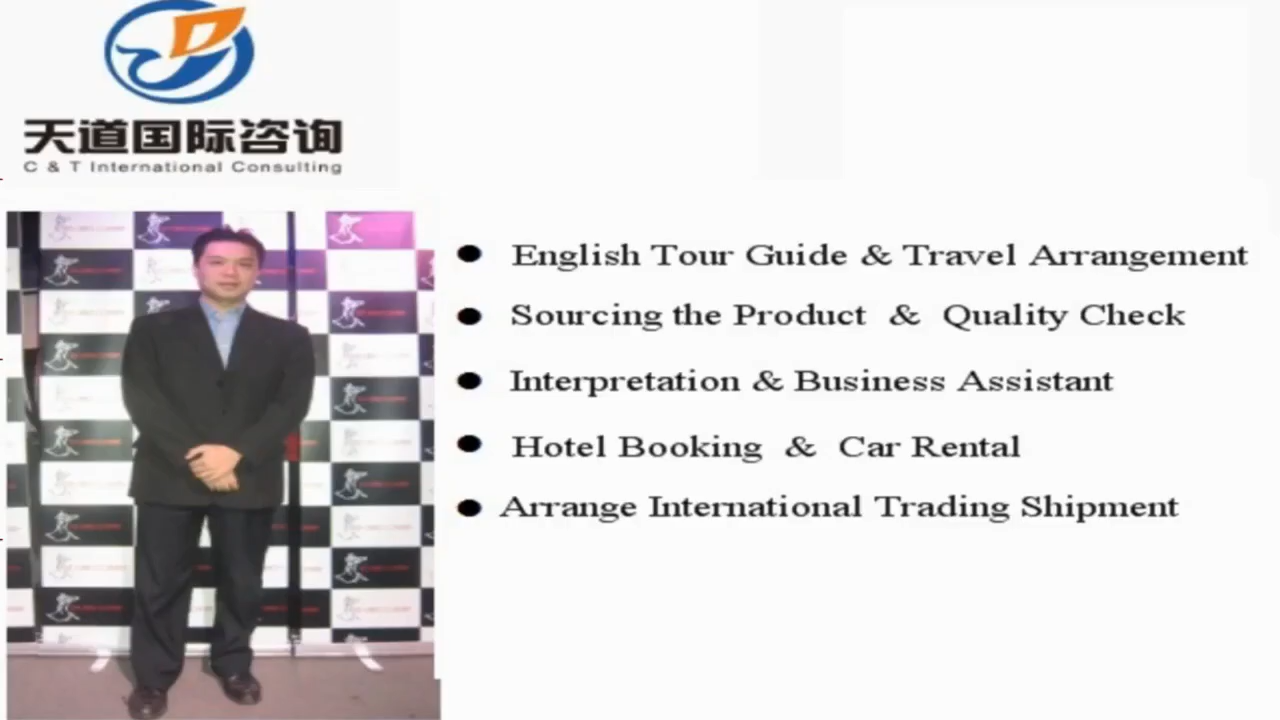 天道国际咨询
C & T International Consulting
● English Tour Guide & Travel Arrangement
● Sourcing the Product & Quality Check
● Interpretation & Business Assistant
● Hotel Booking & Car Rental
● Arrange International Trading Shipment